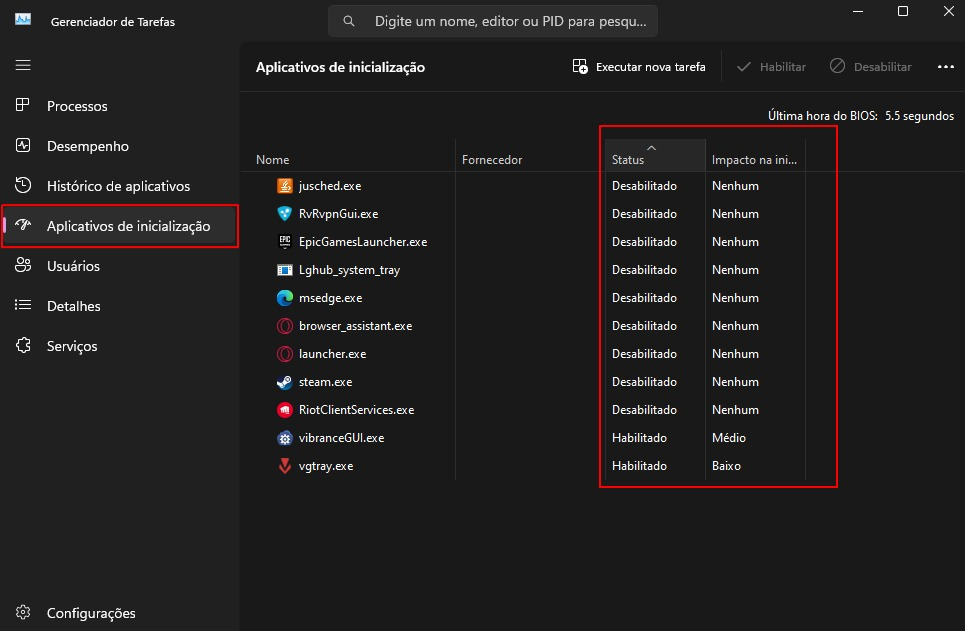 Gerenciador de Tarefas
Digite um nome, editor ou PID para pesqu...
Aplicativos de inicialização
Executar nova tarefa
Habilitar
Desabilitar
Processos
Desempenho
Histórico de aplicativos
Aplicativos de inicialização
Usuários
Detalhes
Serviços
Configurações
Última hora do BIOS: 5.5 segundos
Nome Fornecedor Status Impacto na ini...
jusched.exe Desabilitado Nenhum
RvRvpnGui.exe Desabilitado Nenhum
EPIC EpicGamesLauncher.exe Desabilitado Nenhum
Lghub_system_tray Desabilitado Nenhum
msedge.exe Desabilitado Nenhum
browser_assistant.exe Desabilitado Nenhum
launcher.exe Desabilitado Nenhum
steam.exe Desabilitado Nenhum
RiotClientServices.exe Desabilitado Nenhum
vibranceGUI.exe Habilitado Médio
vgtray.exe Habilitado Baixo